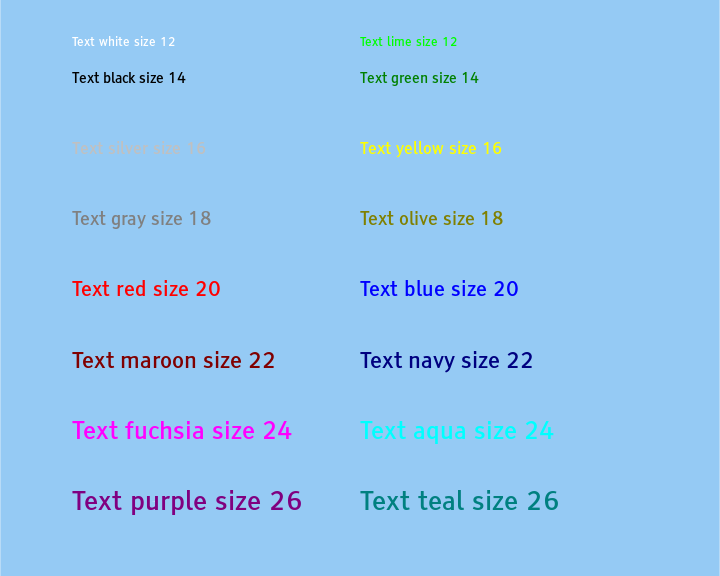 Text white size 12
Text lime size 12
Text black size 14
Text green size 14
Text silver size 16
Text yellow size 16
Text gray size 18
Text olive size 18
Text red size 20
Text blue size 20
Text maroon size 22
Text navy size 22
Text fuchsia size 24
Text aqua size 24
Text purple size 26
Text teal size 26